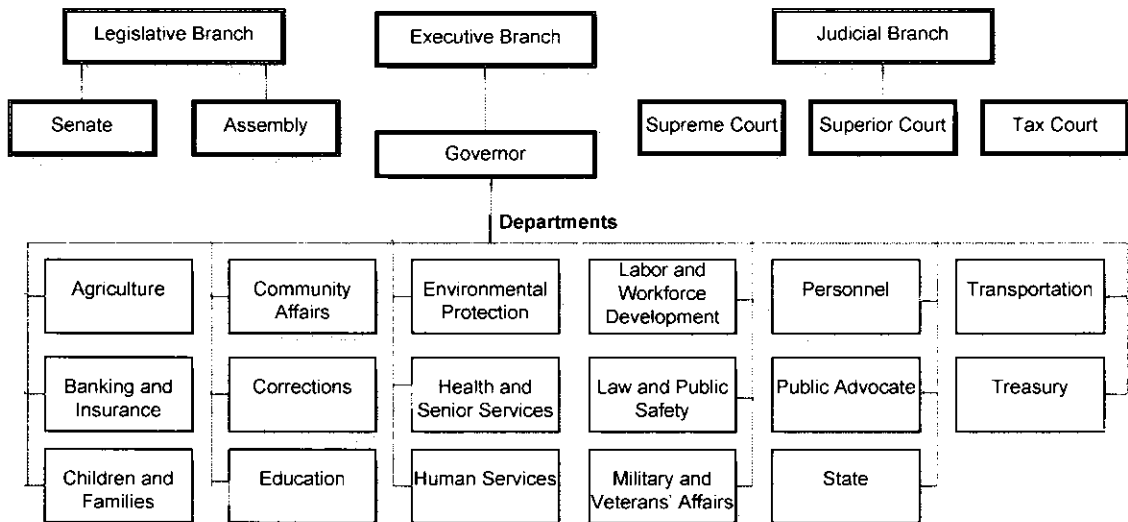 Legislative Branch
Executive Branch
Judicial Branch
Senate
Assembly
Supreme Court
Superior Court
Tax Court
Governor
Departments
Agriculture
Community
Affairs
Environmental
Protection
Labor and
Workforce
Development
Personnel
Transportation
Banking and
Insurance
Corrections
Health and
Senior Services
Law and Public
Safety
Public Advocate
Treasury
Children and
Families
Education
Human Services
Military and
Veterans' Affairs
State